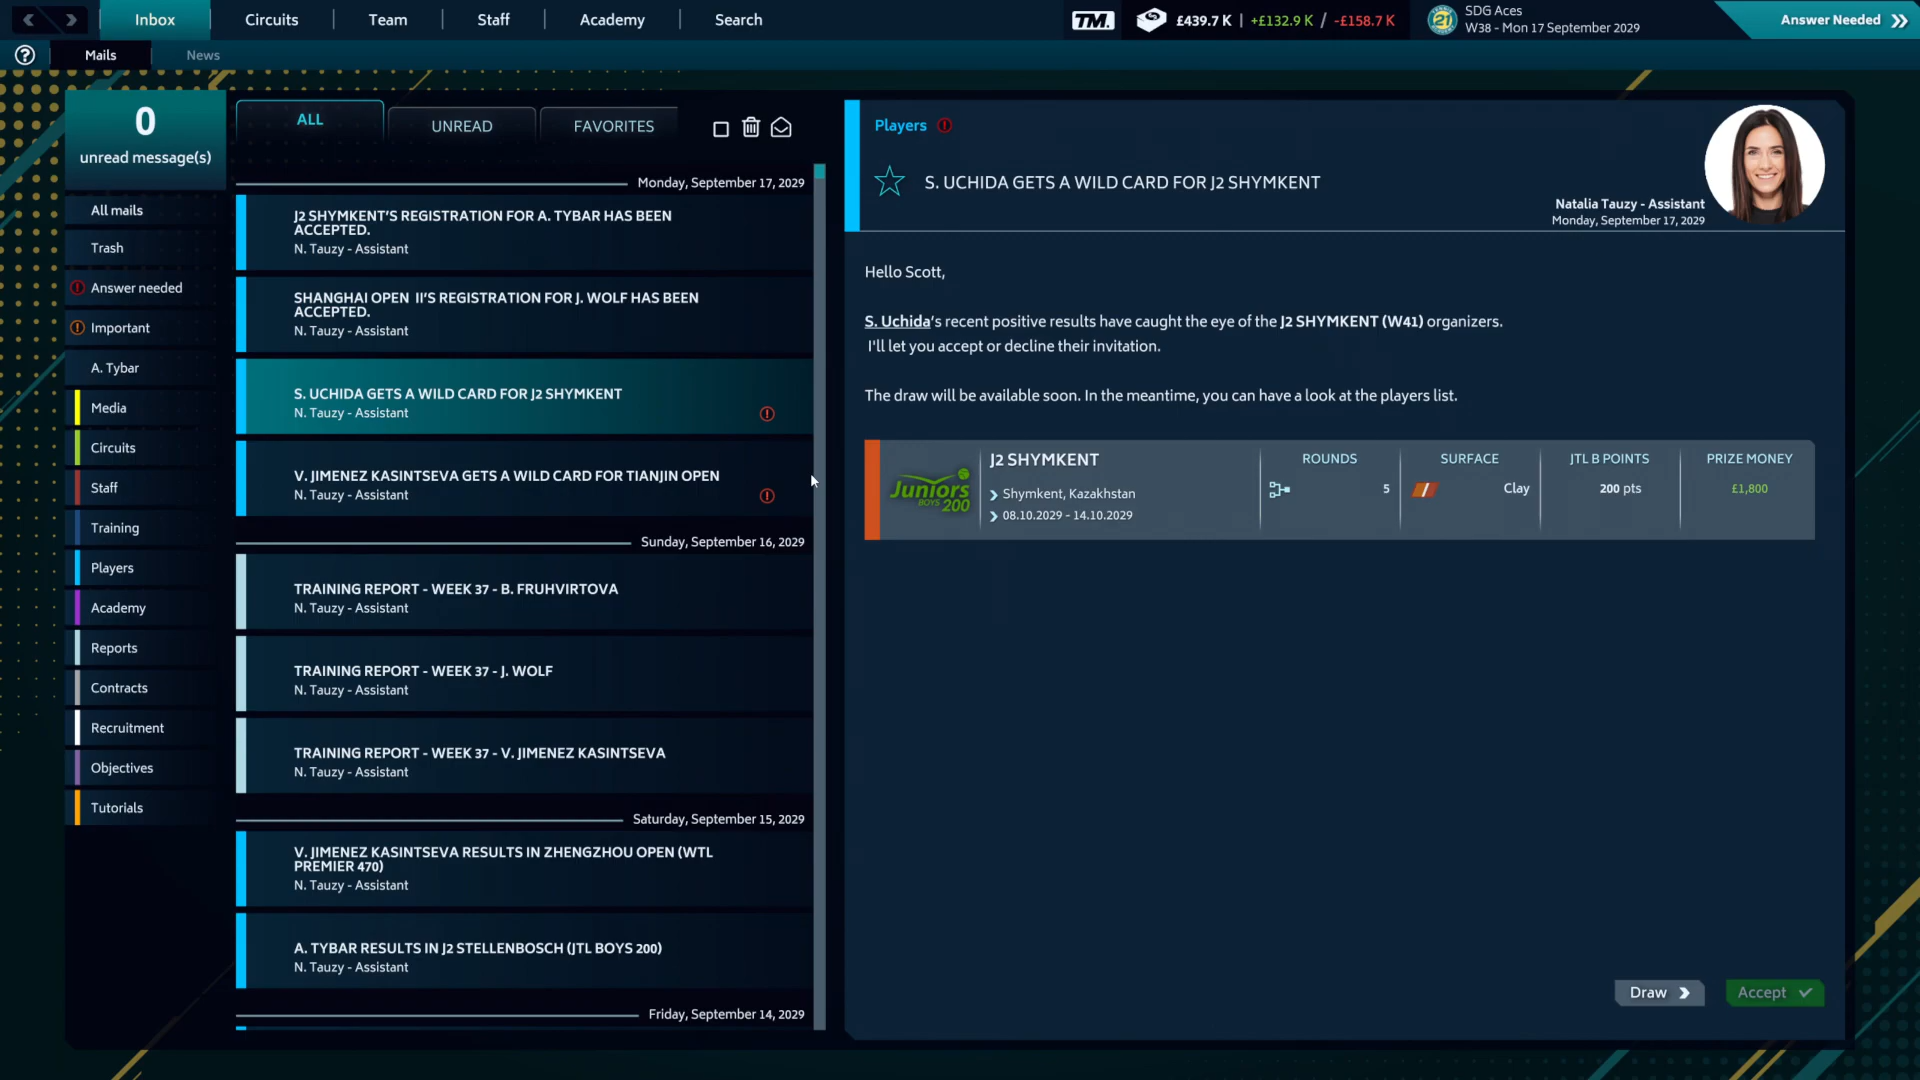 Inbox
Circuits
Team
Staff
Academy
Search
TM.
£439.7 K | +£132.9 K / -£158.7 K
21
SDG Aces
W38 - Mon 17 September 2029
Answer Needed
Mails
News
0
unread message(s)
All mails
Trash
Answer needed
Important
A. Tybar
Media
Circuits
Staff
Training
Players
Academy
Reports
Contracts
Recruitment
Objectives
Tutorials
ALL
UNREAD
FAVORITES
Monday, September 17, 2029
J2 SHYMKENT'S REGISTRATION FOR A. TYBAR HAS BEEN
ACCEPTED.
N. Tauzy - Assistant
SHANGHAI OPEN II'S REGISTRATION FOR J. WOLF HAS BEEN
ACCEPTED.
N. Tauzy - Assistant
S. UCHIDA GETS A WILD CARD FOR J2 SHYMKENT
N. Tauzy - Assistant
V. JIMENEZ KASINTSEVA GETS A WILD CARD FOR TIANJIN OPEN
N. Tauzy - Assistant
Sunday, September 16, 2029
TRAINING REPORT - WEEK 37 - B. FRUHVIRTOVA
N. Tauzy - Assistant
TRAINING REPORT - WEEK 37 - J. WOLF
N. Tauzy - Assistant
TRAINING REPORT - WEEK 37 - V. JIMENEZ KASINTSEVA
N. Tauzy - Assistant
Saturday, September 15, 2029
V. JIMENEZ KASINTSEVA RESULTS IN ZHENGZHOU OPEN (WTL
PREMIER 470)
N. Tauzy - Assistant
A. TYBAR RESULTS IN J2 STELLENBOSCH (JTL BOYS 200)
N. Tauzy - Assistant
Friday, September 14, 2029
Players
S. UCHIDA GETS A WILD CARD FOR J2 SHYMKENT
Natalia Tauzy - Assistant
Monday, September 17, 2029
Hello Scott,
S. Uchida's recent positive results have caught the eye of the J2 SHYMKENT (W41) organizers.
I'll let you accept or decline their invitation.
The draw will be available soon. In the meantime, you can have a look at the players list.
Juniors
BOYS 200
J2 SHYMKENT
Shymkent, Kazakhstan
08.10.2029 - 14.10.2029
ROUNDS
5
SURFACE
Clay
JTL B POINTS
200 pts
PRIZE MONEY
£1,800
Draw
Accept